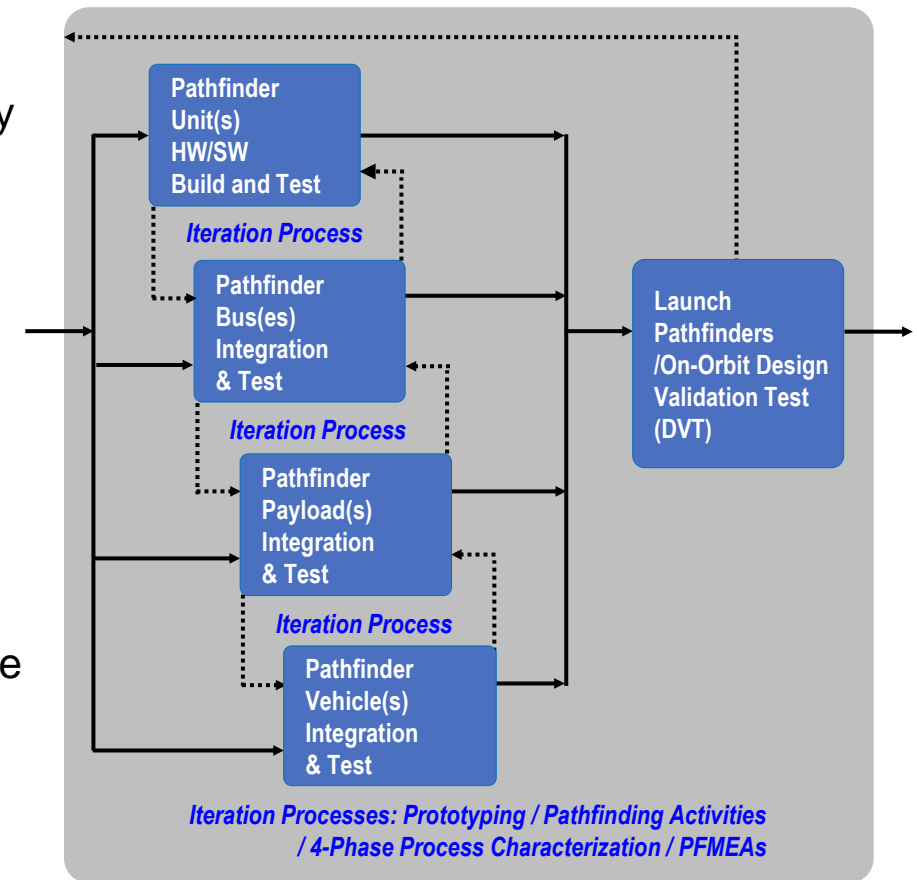 y
Pathfinder
Unit(s)
HW/SW
Build and Test
Iteration Process
Pathfinder
Bus(es)
Integration
& Test
Launch
Pathfinders
/On-Orbit Design
Validation Test
(DVT)
Iteration Process
Pathfinder
Payload(s)
Integration
& Test
Iteration Process
e
Pathfinder
Vehicle(s)
Integration
& Test
Iteration Processes: Prototyping / Pathfinding Activities
/ 4-Phase Process Characterization / PFMEAs